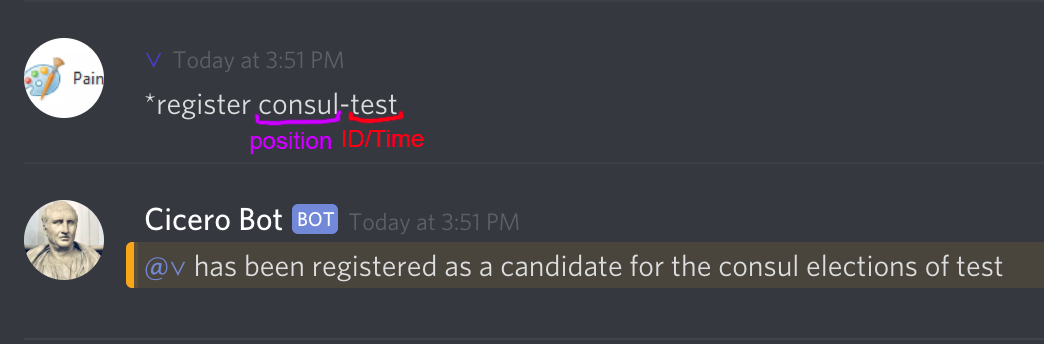 Pain
V Today at 3:51 PM
*register consul-test
position ID/Time
Cicero Bot BOT Today at 3:51 PM
@v has been registered as a candidate for the consul elections of test